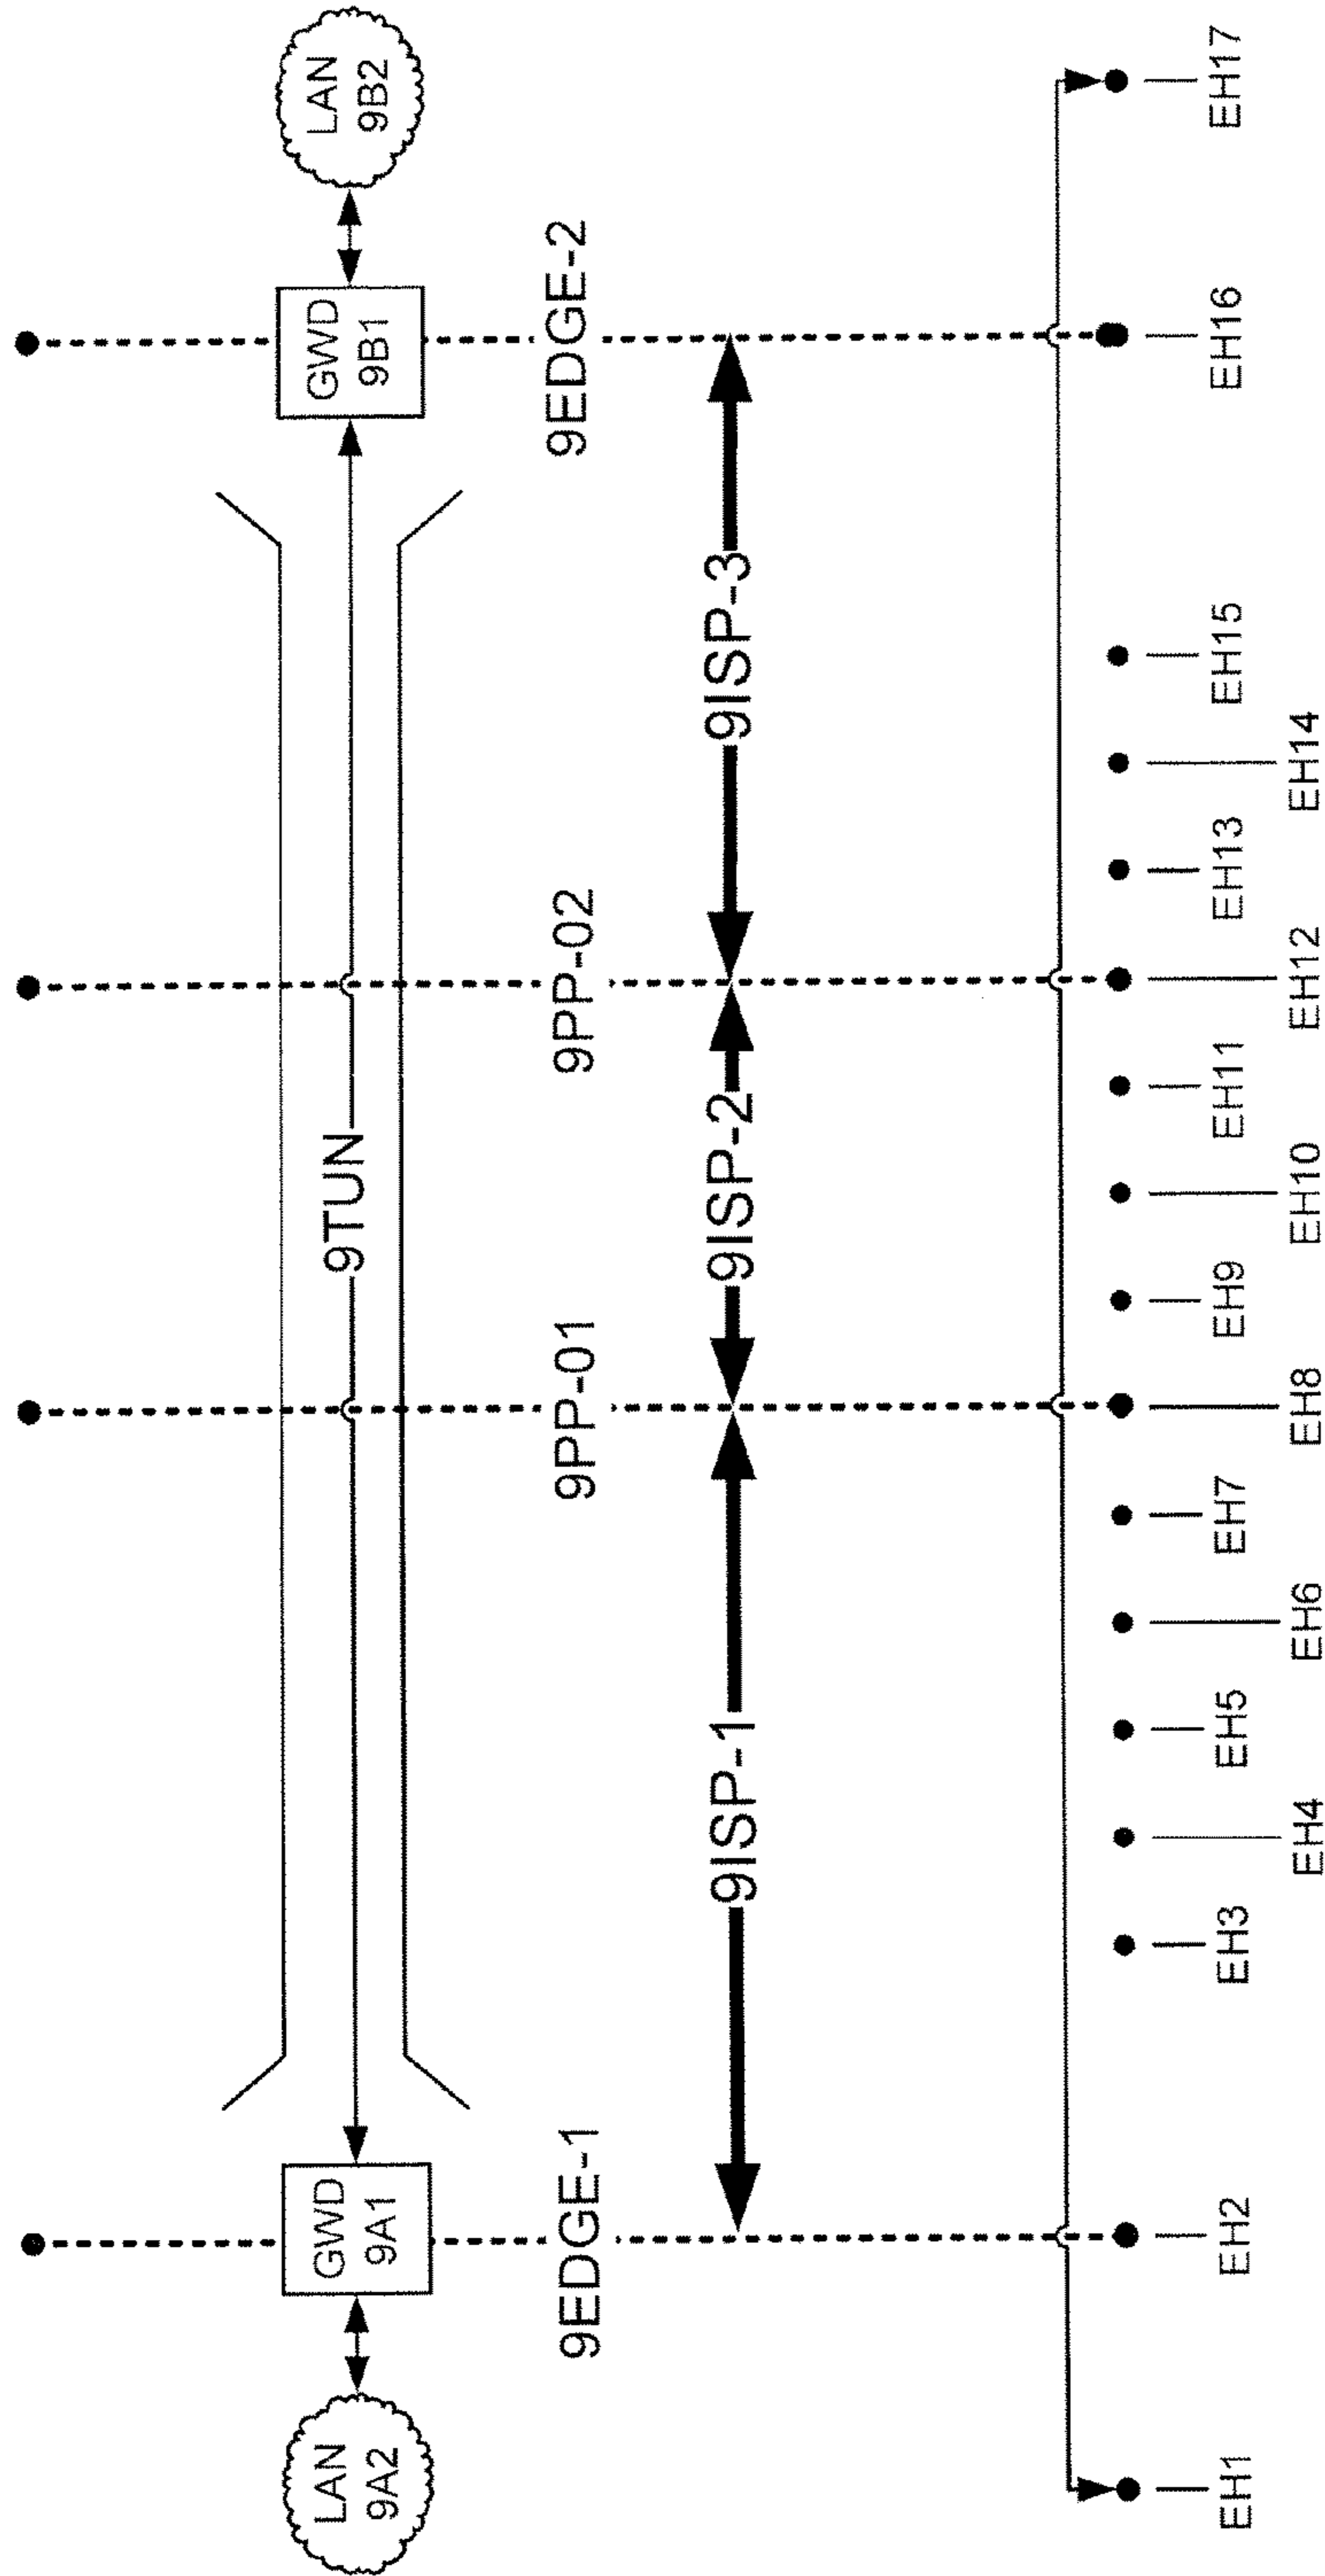 LAN
9A2
GWD
9A1
9TUN
GWD
9B1
LAN
9B2
9EDGE-1
9PP-01
9PP-02
9EDGE-2
9ISP-1
9ISP-2
9ISP-3
EH1
EH2
EH3
EH4
EH5
EH6
EH7
EH8
EH9
EH10
EH11
EH12
EH13
EH14
EH15
EH16
EH17